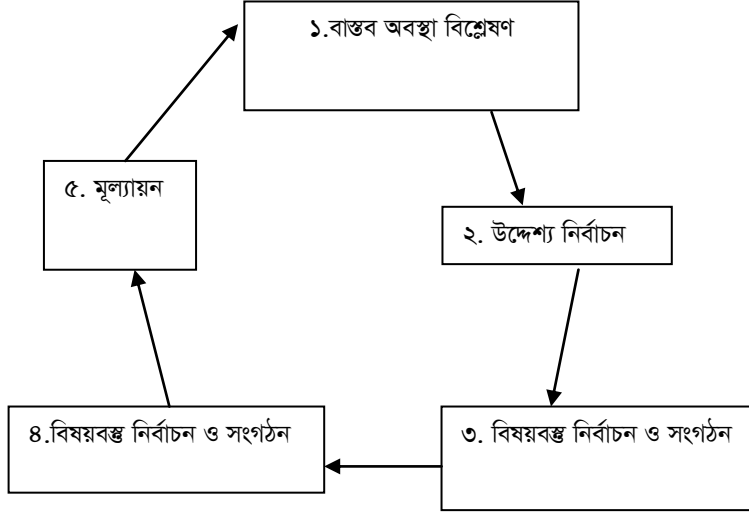 ১.বাস্তব অবস্থা বিশ্লেষণ
২. উদ্দেশ্য নির্বাচন
৩. বিষয়বস্তু নির্বাচন ও সংগঠন
৪.বিষয়বস্তু নির্বাচন ও সংগঠন
৫. মূল্যায়ন